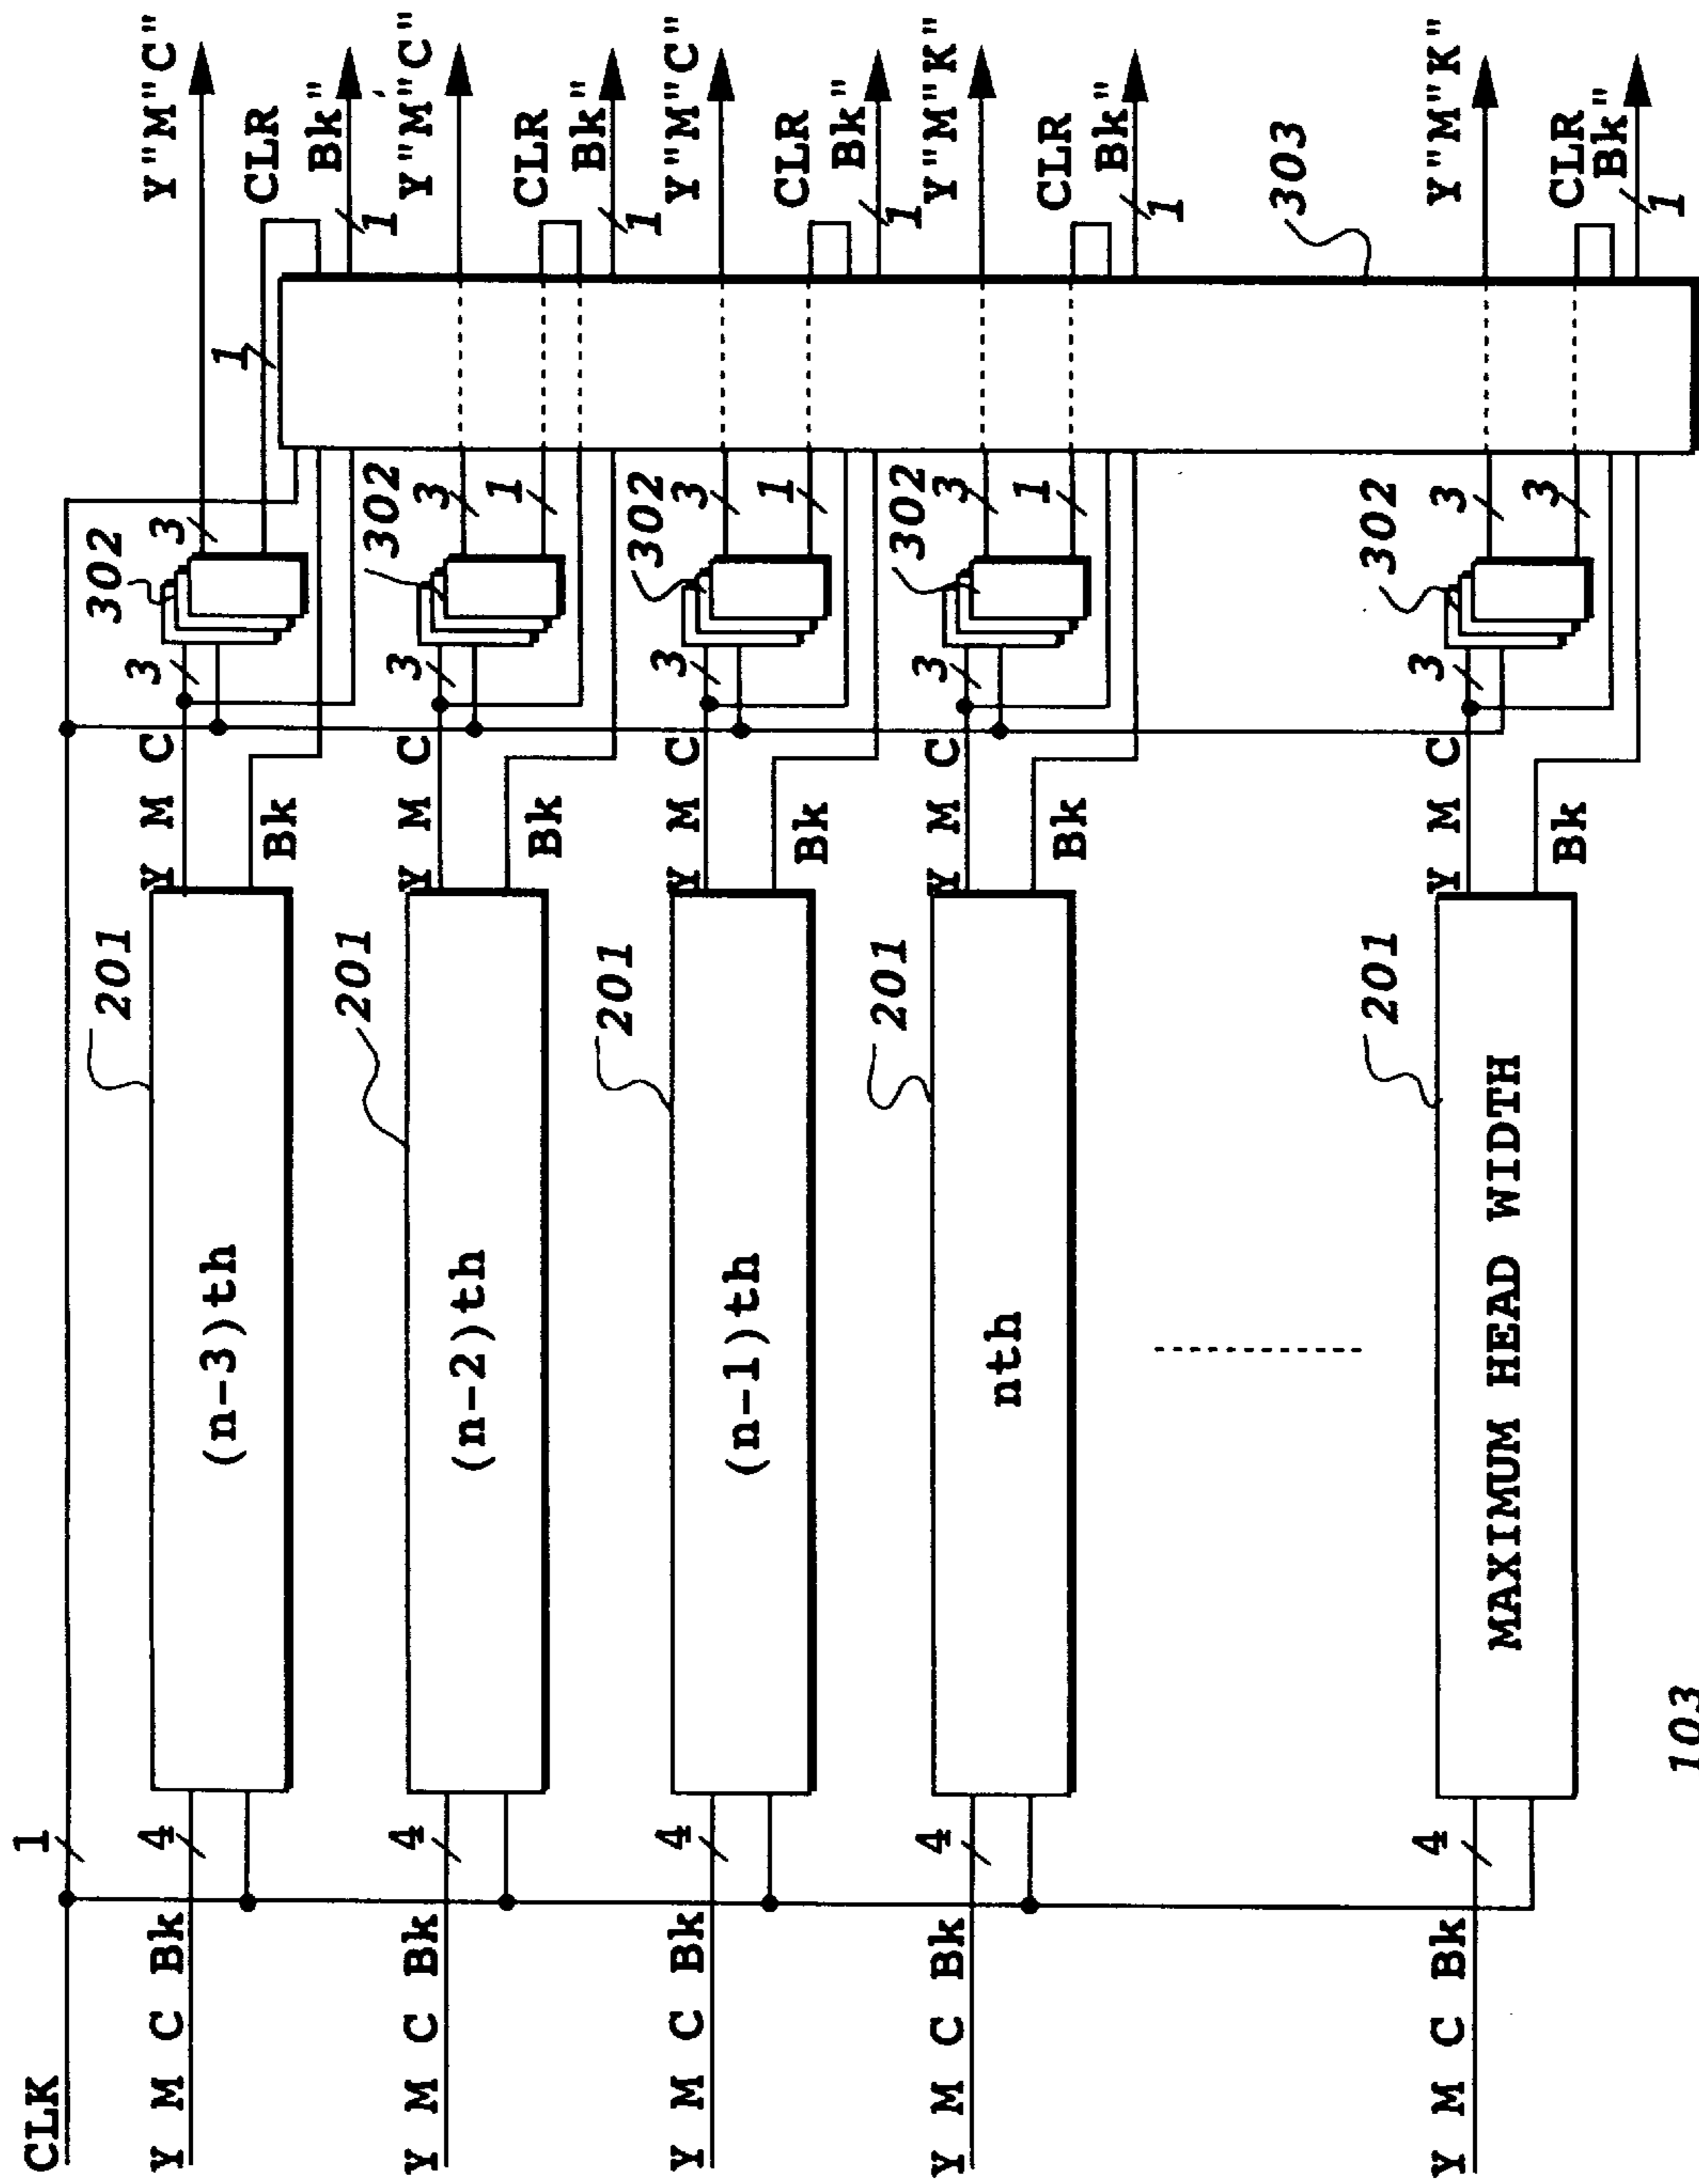 CLK
1
Y M C Bk
4
201
(n-3)th
Y M C
Bk
3
302
3
1
Y"M"C"
CLR
Bk"
1
Y M C Bk
4
201
(n-2)th
Y M C
Bk
3
302
3
1
Y"M"C"
CLR
Bk"
1
Y M C Bk
4
201
(n-1)th
Y M C
Bk
3
302
3
1
Y"M"C"
CLR
Bk"
1
Y M C Bk
4
201
nth
Y M C
Bk
3
302
3
1
Y"M"K"
CLR
Bk"
1
303
Y M C Bk
4
201
MAXIMUM HEAD WIDTH
Y M C
Bk
3
302
3
3
Y"M"K"
CLR
Bk"
1
103